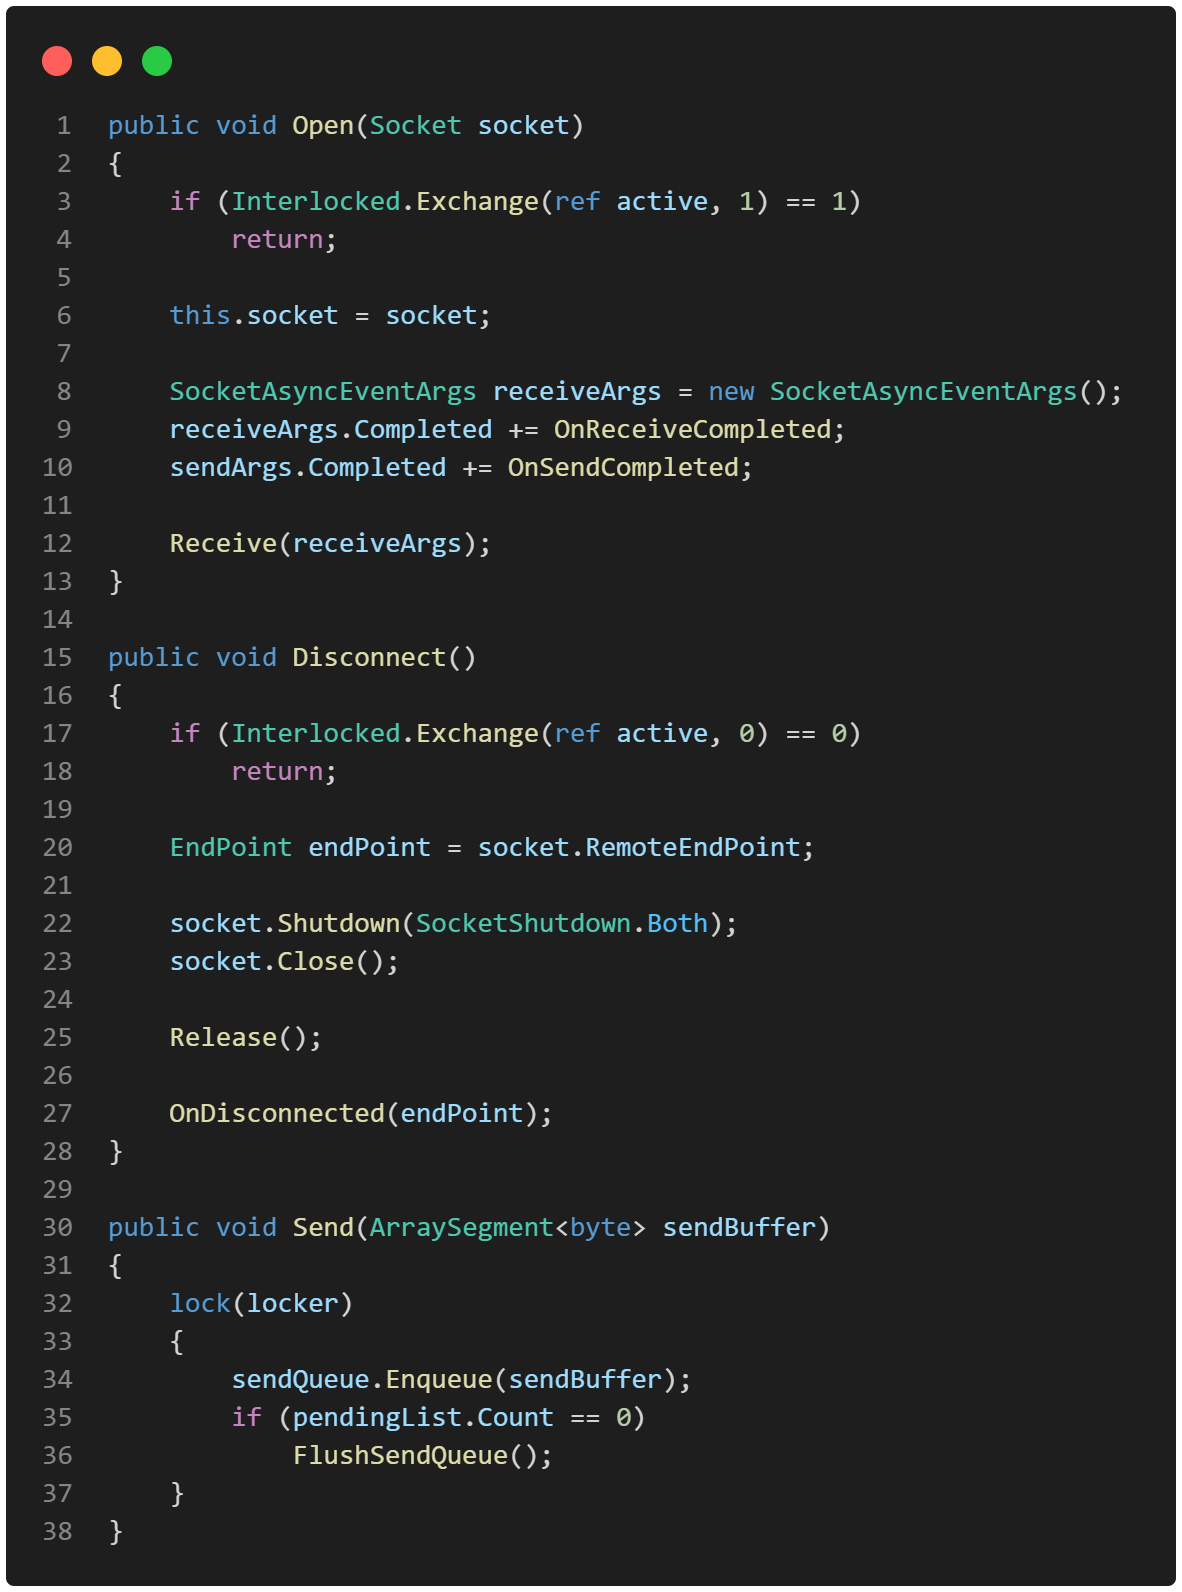 1 public void Open(Socket socket)
2 {
3     if (Interlocked.Exchange(ref active, 1) == 1)
4         return;
5
6     this.socket = socket;
7
8     SocketAsyncEventArgs receiveArgs = new SocketAsyncEventArgs();
9     receiveArgs.Completed += OnReceiveCompleted;
10     sendArgs.Completed += OnSendCompleted;
11
12     Receive(receiveArgs);
13 }
14
15 public void Disconnect()
16 {
17     if (Interlocked.Exchange(ref active, 0) == 0)
18         return;
19
20     EndPoint endPoint = socket.RemoteEndPoint;
21
22     socket.Shutdown(SocketShutdown.Both);
23     socket.Close();
24
25     Release();
26
27     OnDisconnected(endPoint);
28 }
29
30 public void Send(ArraySegment<byte> sendBuffer)
31 {
32     lock(locker)
33     {
34         sendQueue.Enqueue(sendBuffer);
35         if (pendingList.Count == 0)
36             FlushSendQueue();
37     }
38 }